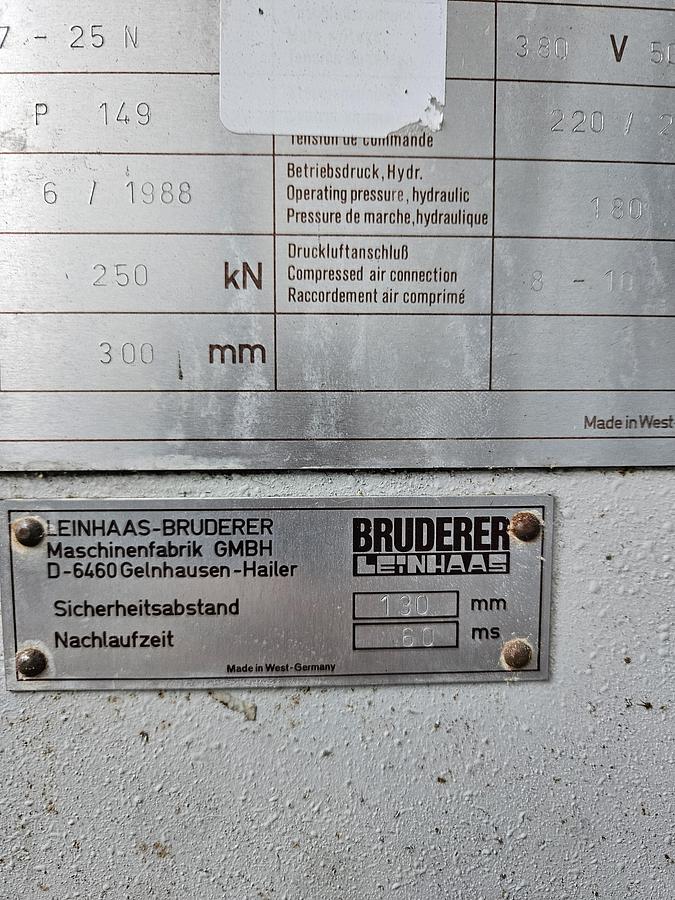 7 - 25 N
380 V 50
P 149
Tension de commande
220 / 2
6 / 1988
Betriebsdruck, Hydr.
Operating pressure, hydraulic
Pressure de marche, hydraulique
180
250 kN
Druckluftanschluß
Compressed air connection
Raccordement air comprimé
8 - 10
300 mm
Made in West-
LEINHAAS-BRUDERER
Maschinenfabrik GMBH
D-6460 Gelnhausen-Hailer
BRUDERER
LEINHAAS
Sicherheitsabstand 130 mm
Nachlaufzeit 60 ms
Made in West-Germany